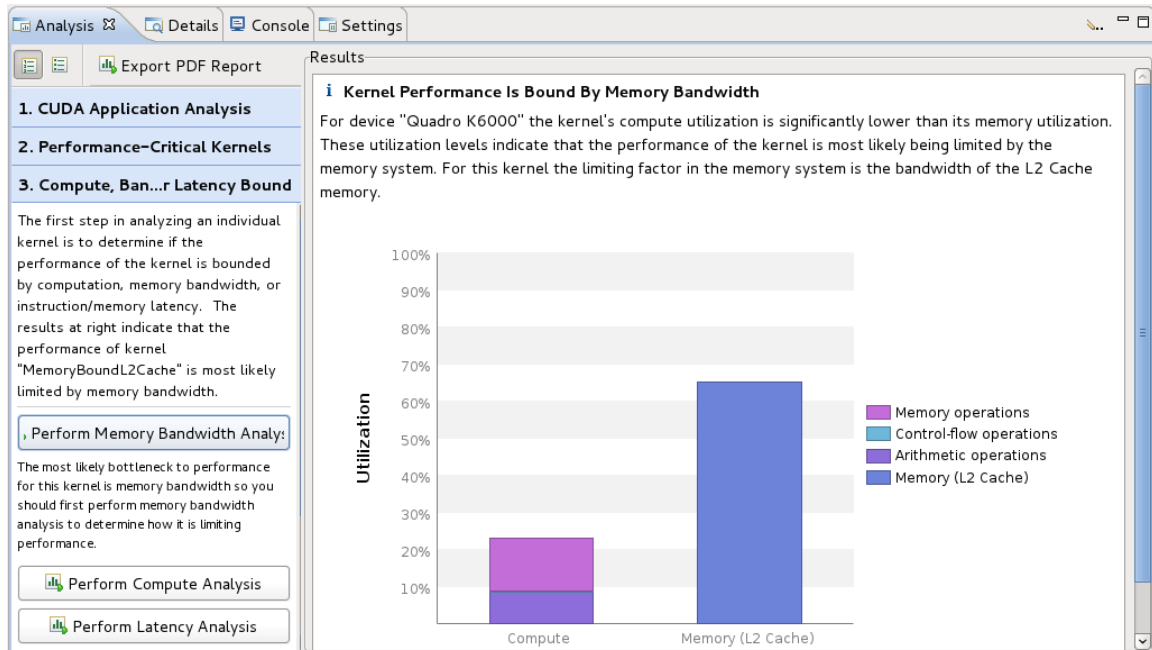 Analysis
Details
Console
Settings
Export PDF Report
1. CUDA Application Analysis
2. Performance-Critical Kernels
3. Compute, Ban...r Latency Bound
The first step in analyzing an individual
kernel is to determine if the
performance of the kernel is bounded
by computation, memory bandwidth, or
instruction/memory latency. The
results at right indicate that the
performance of kernel
"MemoryBoundL2Cache" is most likely
limited by memory bandwidth.
Perform Memory Bandwidth Analys
The most likely bottleneck to performance
for this kernel is memory bandwidth so you
should first perform memory bandwidth
analysis to determine how it is limiting
performance.
Perform Compute Analysis
Perform Latency Analysis
Results
i Kernel Performance Is Bound By Memory Bandwidth
For device "Quadro K6000" the kernel's compute utilization is significantly lower than its memory utilization.
These utilization levels indicate that the performance of the kernel is most likely being limited by the
memory system. For this kernel the limiting factor in the memory system is the bandwidth of the L2 Cache
memory.
100%
90%
80%
70%
60%
50%
40%
30%
20%
10%
Utilization
Compute
Memory (L2 Cache)
Memory operations
Control-flow operations
Arithmetic operations
Memory (L2 Cache)